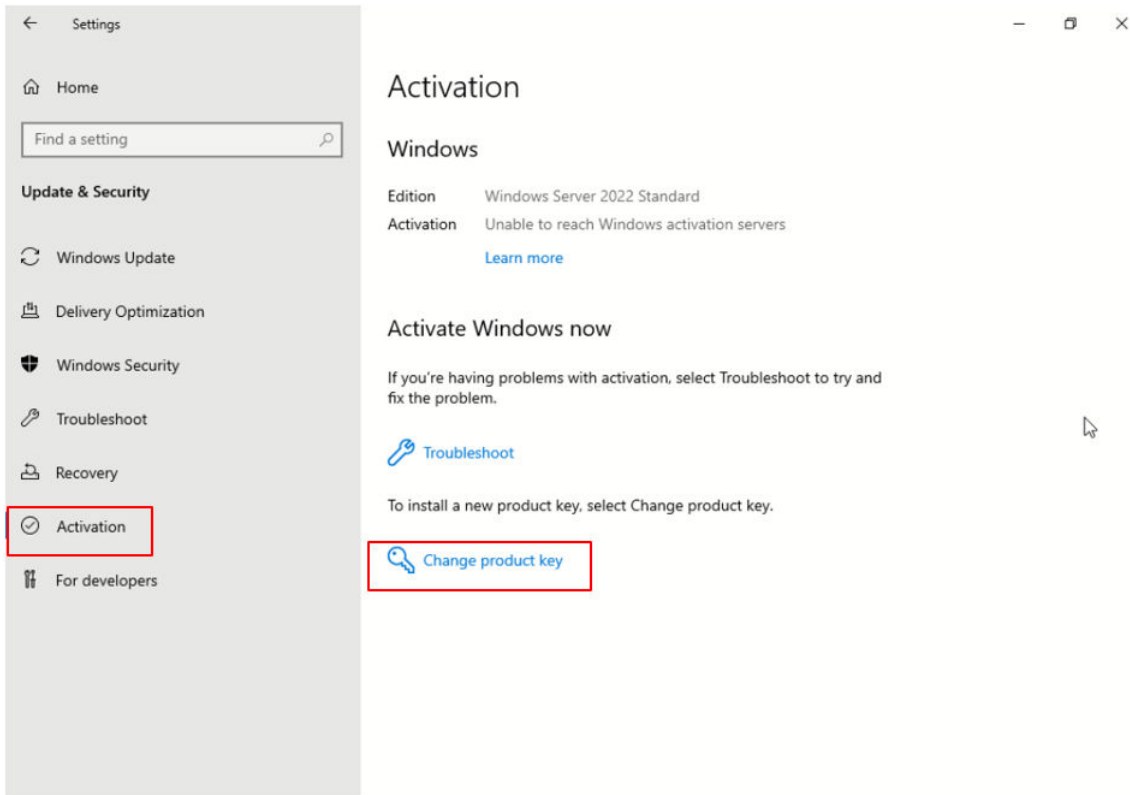 Settings
Home
Find a setting
Update & Security
Windows Update
Delivery Optimization
Windows Security
Troubleshoot
Recovery
Activation
For developers
Activation
Windows
Edition Windows Server 2022 Standard
Activation Unable to reach Windows activation servers
Learn more
Activate Windows now
If you're having problems with activation, select Troubleshoot to try and
fix the problem.
Troubleshoot
To install a new product key, select Change product key.
Change product key